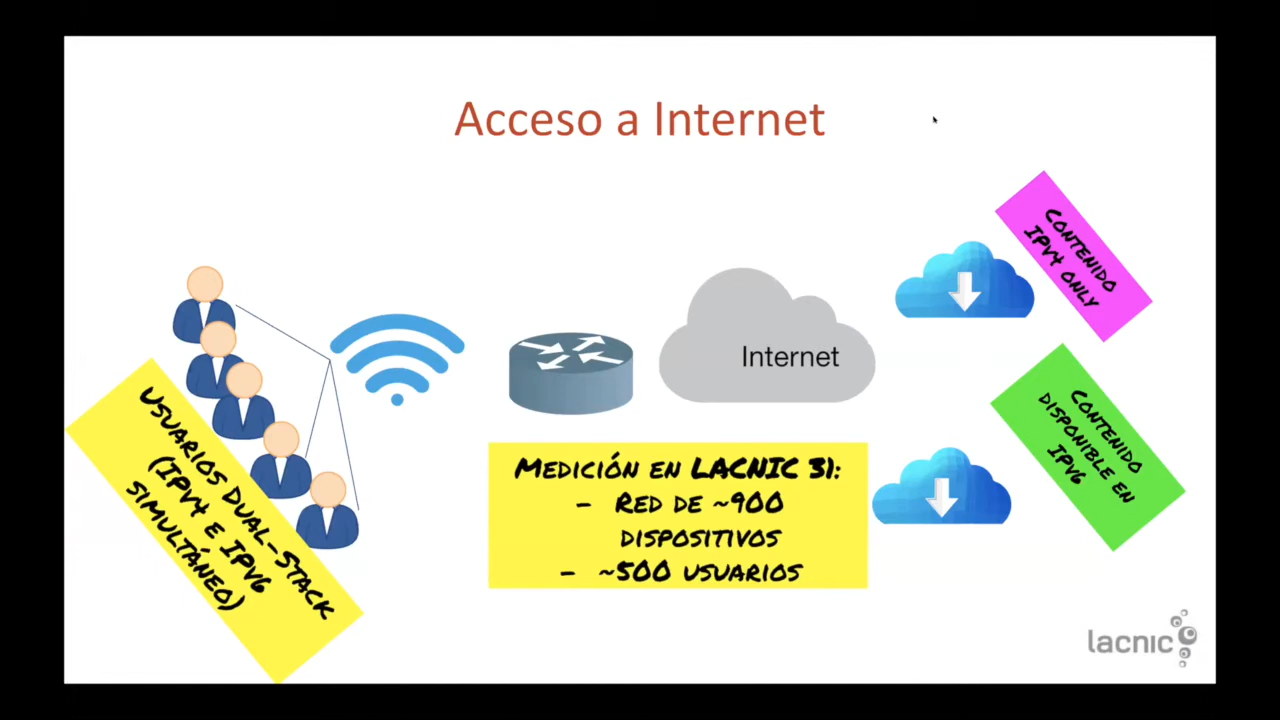 Acceso a Internet
CONTENIDO
IPV4 ONLY
Internet
USUARIOS DUAL-STACK
(IPV4 E IPV6
SIMULTÁNEO)
CONTENIDO
DISPONIBLE EN
IPV6
MEDICIÓN EN LACNIC 31:
- RED DE ~900
DISPOSITIVOS
- ~500 USUARIOS
lacnic